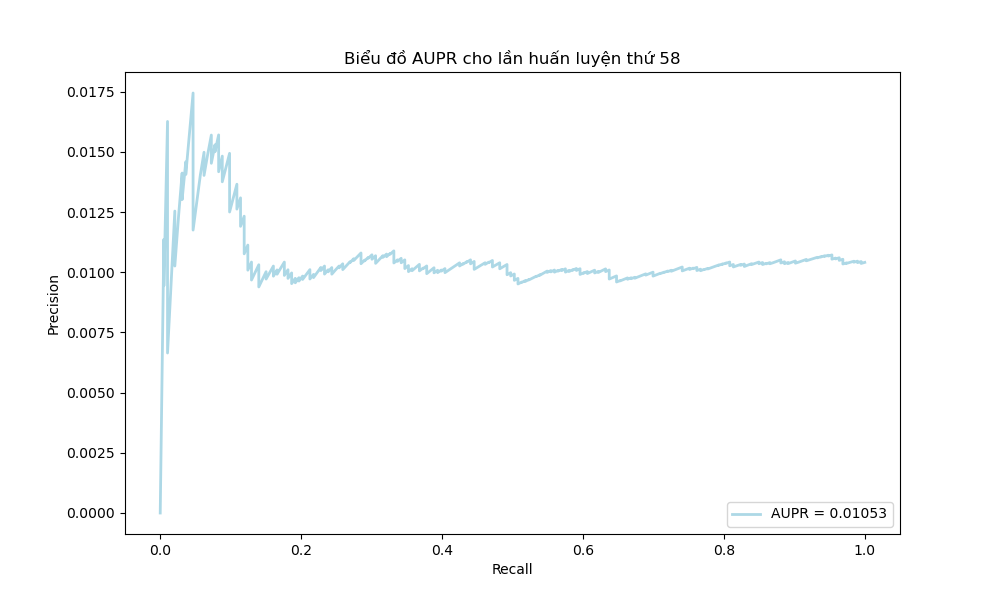 Biểu đồ AUPR cho lần huấn luyện thứ 58
0.0175
0.0150
0.0125
0.0100
0.0075
0.0050
0.0025
0.0000
Precision
AUPR = 0.01053
0.0 0.2 0.4 0.6 0.8 1.0
Recall